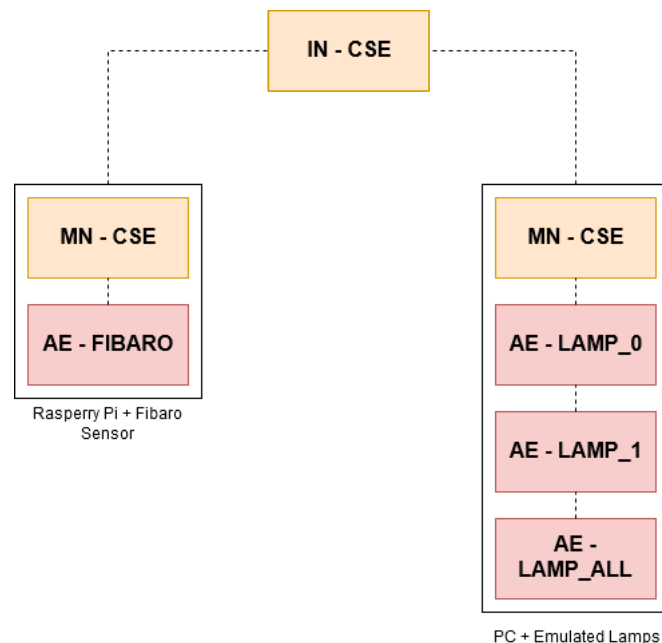 IN - CSE
MN - CSE
AE - FIBARO
Rasperry Pi + Fibaro
Sensor
MN - CSE
AE - LAMP_0
AE - LAMP_1
AE -
LAMP_ALL
PC + Emulated Lamps